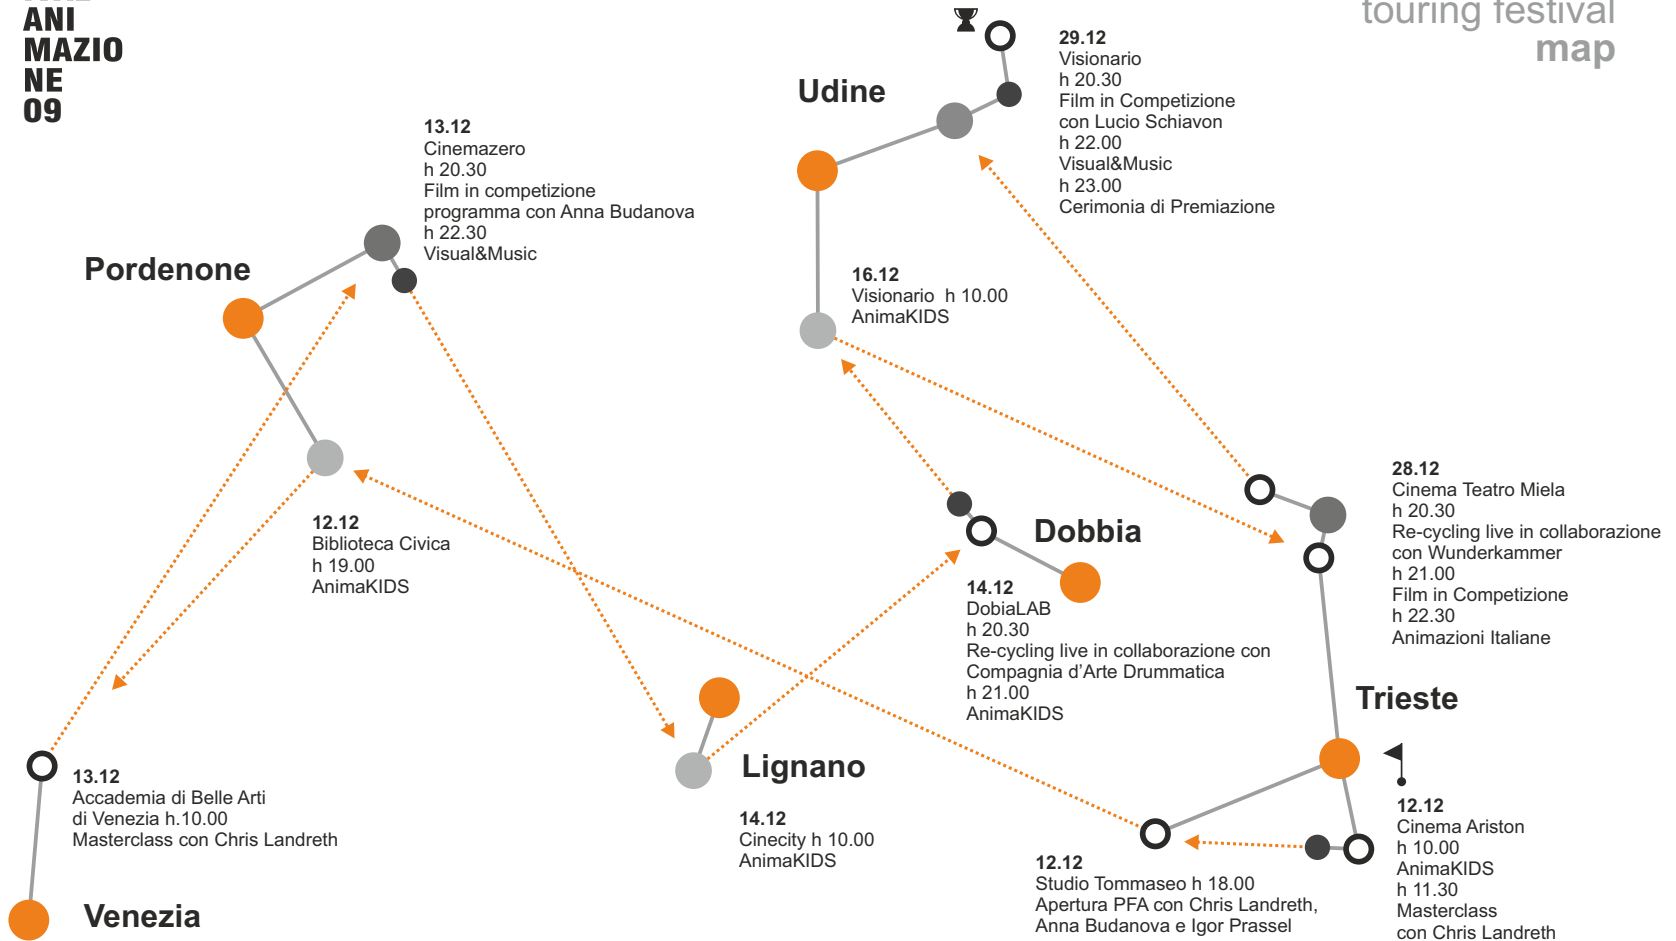 ANI
MAZIO
NE
09
touring festival
map
Udine
29.12
Visionario
h 20.30
Film in Competizione
con Lucio Schiavon
h 22.00
Visual&Music
h 23.00
Cerimonia di Premiazione
13.12
Cinemazero
h 20.30
Film in competizione
programma con Anna Budanova
h 22.30
Visual&Music
Pordenone
16.12
Visionario h 10.00
AnimaKIDS
12.12
Biblioteca Civica
h 19.00
AnimaKIDS
Dobbia
14.12
DobiaLAB
h 20.30
Re-cycling live in collaborazione con
Compagnia d'Arte Drummatica
h 21.00
AnimaKIDS
28.12
Cinema Teatro Miela
h 20.30
Re-cycling live in collaborazione
con Wunderkammer
h 21.00
Film in Competizione
h 22.30
Animazioni Italiane
Trieste
12.12
Cinema Ariston
h 10.00
AnimaKIDS
h 11.30
Masterclass
con Chris Landreth
12.12
Studio Tommaseo h 18.00
Apertura PFA con Chris Landreth,
Anna Budanova e Igor Prassel
Lignano
14.12
Cinecity h 10.00
AnimaKIDS
13.12
Accademia di Belle Arti
di Venezia h.10.00
Masterclass con Chris Landreth
Venezia